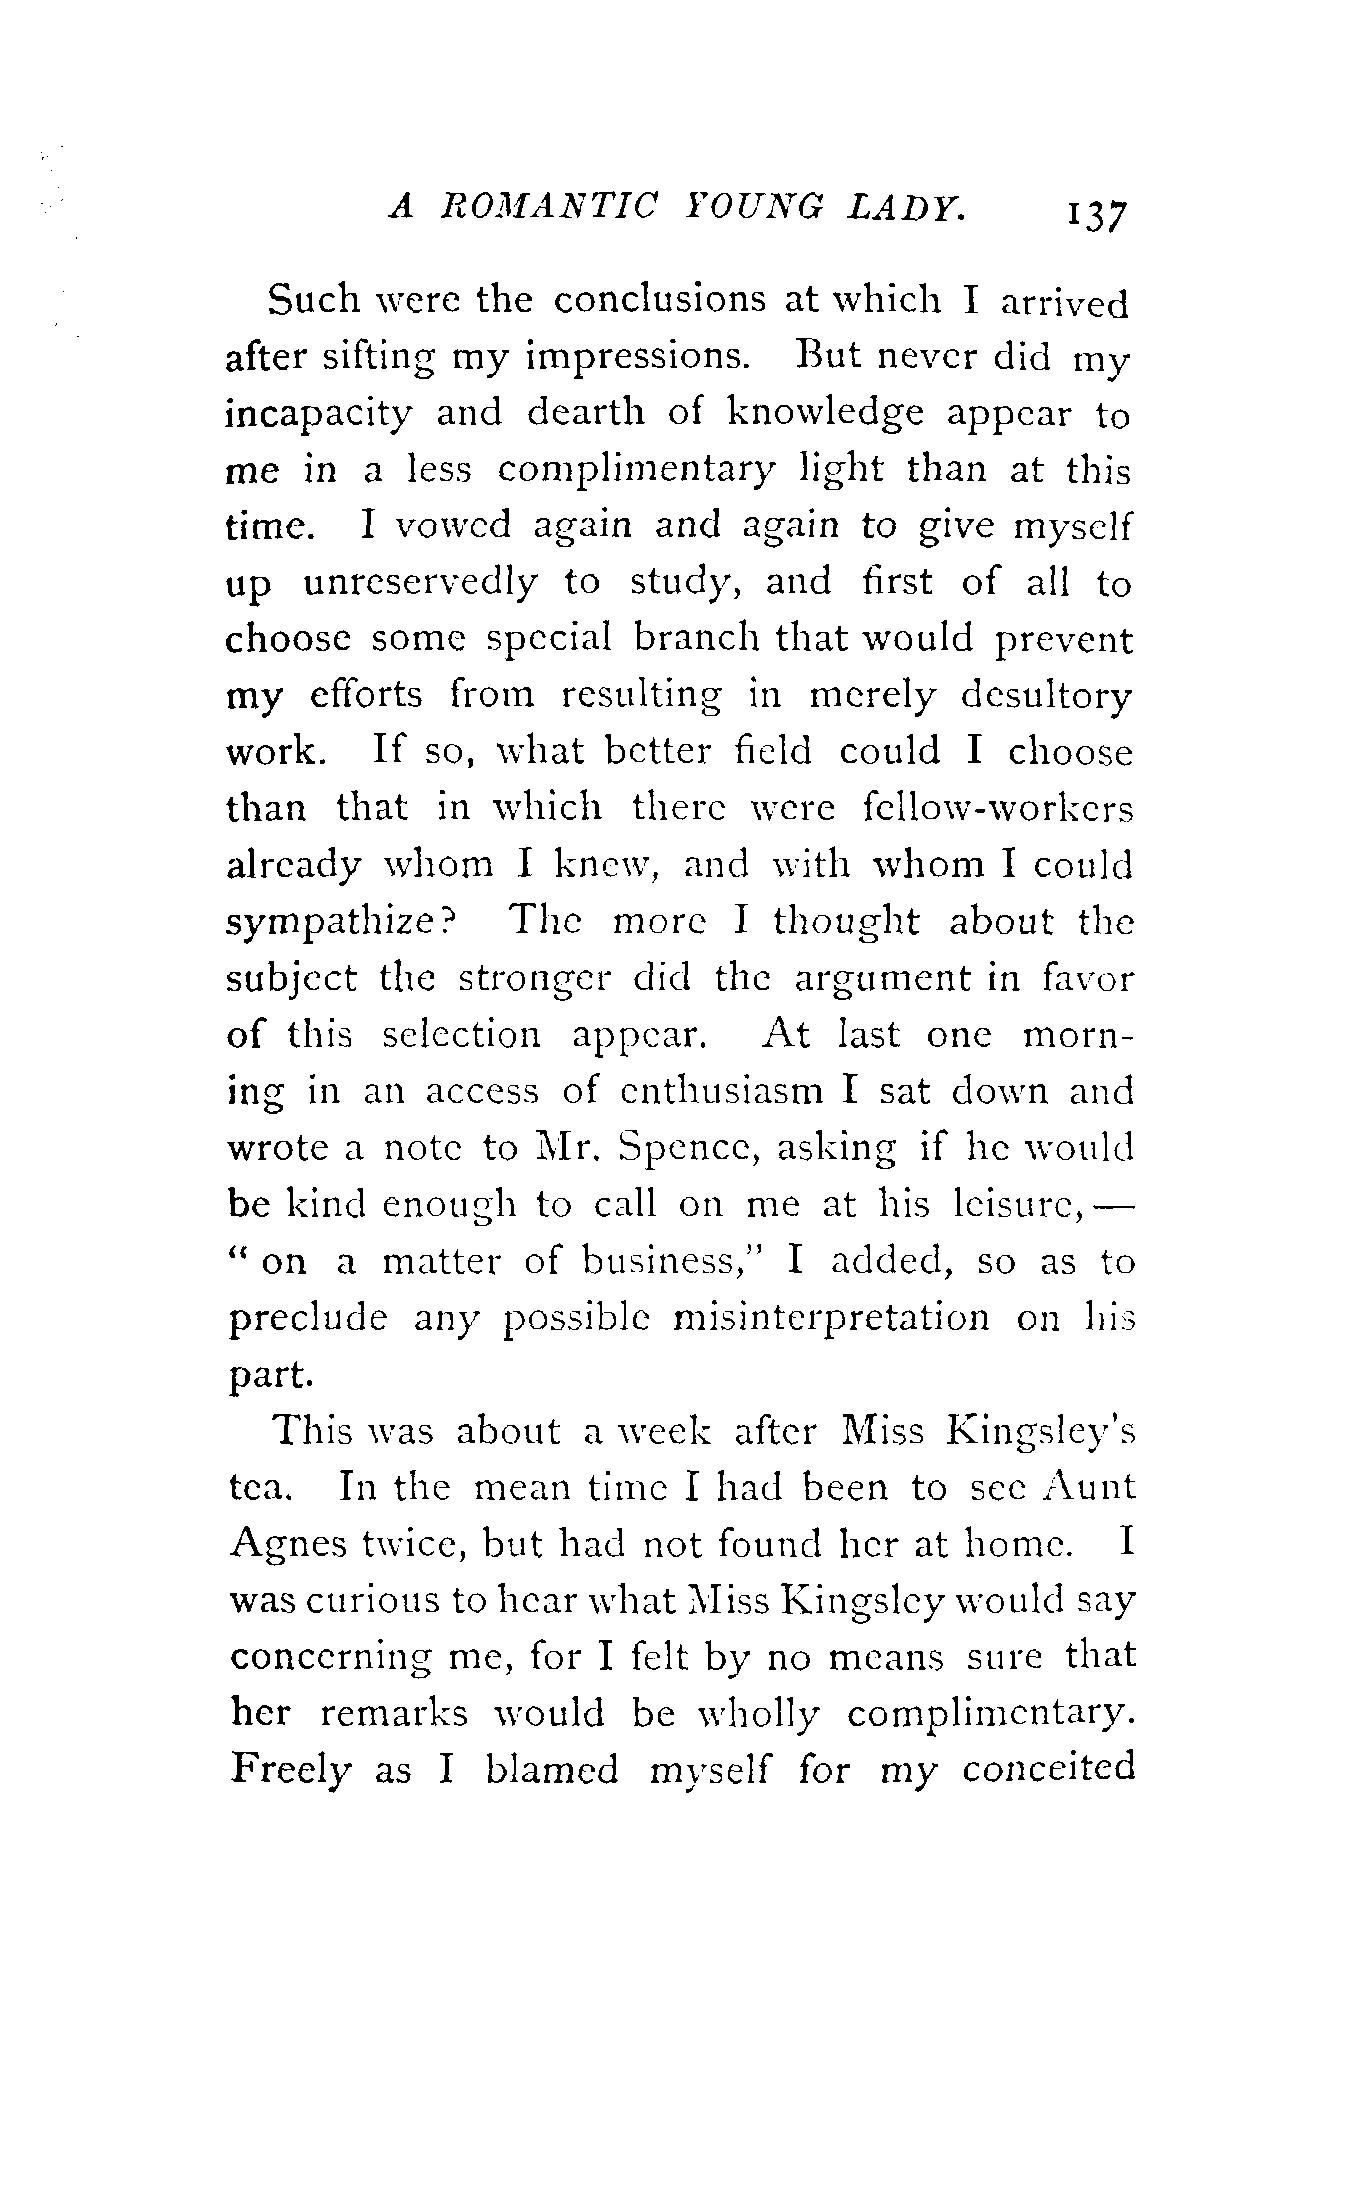 A ROMANTIC YOUNG LADY. 137
Such were the conclusions at which I arrived
after sifting my impressions. But never did my
incapacity and dearth of knowledge appear to
me in a less complimentary light than at this
time. I vowed again and again to give myself
up unreservedly to study, and first of all to
choose some special branch that would prevent
my efforts from resulting in merely desultory
work. If so, what better field could I choose
than that in which there were fellow-workers
already whom I knew, and with whom I could
sympathize? The more I thought about the
subject the stronger did the argument in favor
of this selection appear. At last one morn-
ing in an access of enthusiasm I sat down and
wrote a note to Mr. Spence, asking if he would
be kind enough to call on me at his leisure,—
“on a matter of business,” I added, so as to
preclude any possible misinterpretation on his
part.
This was about a week after Miss Kingsley's
tea. In the mean time I had been to see Aunt
Agnes twice, but had not found her at home. I
was curious to hear what Miss Kingsley would say
concerning me, for I felt by no means sure that
her remarks would be wholly complimentary.
Freely as I blamed myself for my conceited